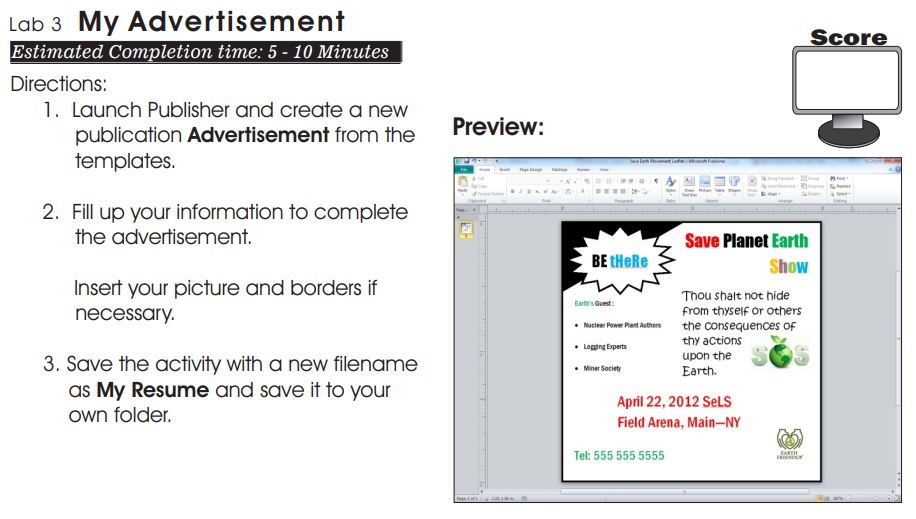 Lab 3 My Advertisement
Estimated Completion time: 5 - 10 Minutes
Score
Directions:
1. Launch Publisher and create a new
publication Advertisement from the
templates.
2. Fill up your information to complete
the advertisement.
Insert your picture and borders if
necessary.
3. Save the activity with a new filename
as My Resume and save it to your
own folder.
Preview:
Save Earth Movement Leaflet - Microsoft Publisher
File Home Insert Page Design Mailings Review View
BE tHeRe
Save Planet Earth
Show
Earth's Guest :
• Nuclear Power Plant Authors
• Logging Experts
• Miner Society
Thou shalt not hide
from thyself or others
the consequences of
thy actions
upon the
Earth.
SOS
April 22, 2012 SeLS
Field Arena, Main—NY
Tel: 555 555 5555
EARTH
FRIENDLY